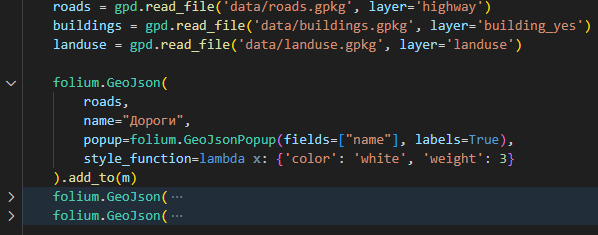 roads = gpd.read_file('data/roads.gpkg', layer='highway')
buildings = gpd.read_file('data/buildings.gpkg', layer='building_yes')
landuse = gpd.read_file('data/landuse.gpkg', layer='landuse')
folium.GeoJson(
roads,
name="Дороги",
popup=folium.GeoJsonPopup(fields=["name"], labels=True),
style_function=lambda x: {'color': 'white', 'weight': 3}
).add_to(m)
folium.GeoJson( ⋯
folium.GeoJson( ⋯